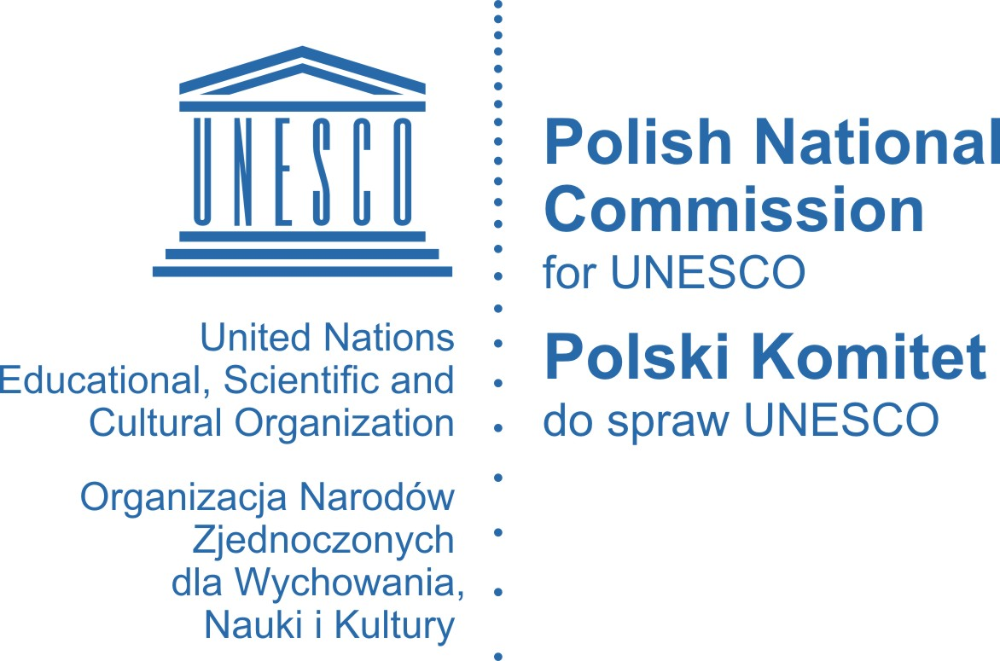 UNESCO
United Nations
Educational, Scientific and
Cultural Organization
Organizacja Narodów
Zjednoczonych
dla Wychowania,
Nauki i Kultury
Polish National
Commission
for UNESCO
Polski Komitet
do spraw UNESCO